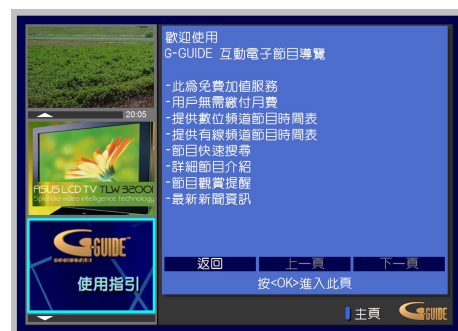 歡迎使用
G-GUIDE 互動電子節目導覽
-此為免費加值服務
-用戶無需繳付月費
-提供數位頻道節目時間表
-提供有線頻道節目時間表
-節目快速搜尋
-詳細節目介紹
-節目觀賞提醒
-最新新聞資訊
20:05
ASUS LCD TV TLW 32001
Splendid video intelligence technology
G-GUIDE
使用指引
返回 上一頁 下一頁
按<OK>進入此頁
主頁 G-GUIDE